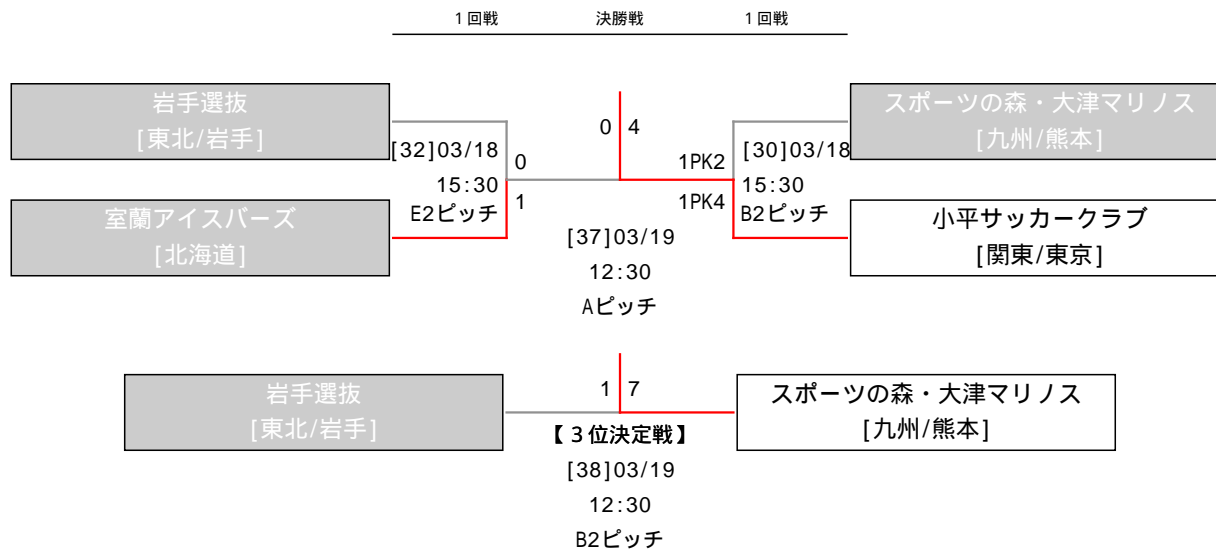 1回戦 決勝戦 1回戦
岩手選抜
[東北/岩手]
スポーツの森・大津マリノス
[九州/熊本]
0 4
[32]03/18
0
15:30
1
E2ピッチ
1PK2
[30]03/18
1PK4
15:30
B2ピッチ
室蘭アイスバーズ
[北海道]
小平サッカークラブ
[関東/東京]
[37]03/19
12:30
Aピッチ
岩手選抜
[東北/岩手]
1 7
スポーツの森・大津マリノス
[九州/熊本]
【3位決定戦】
[38]03/19
12:30
B2ピッチ